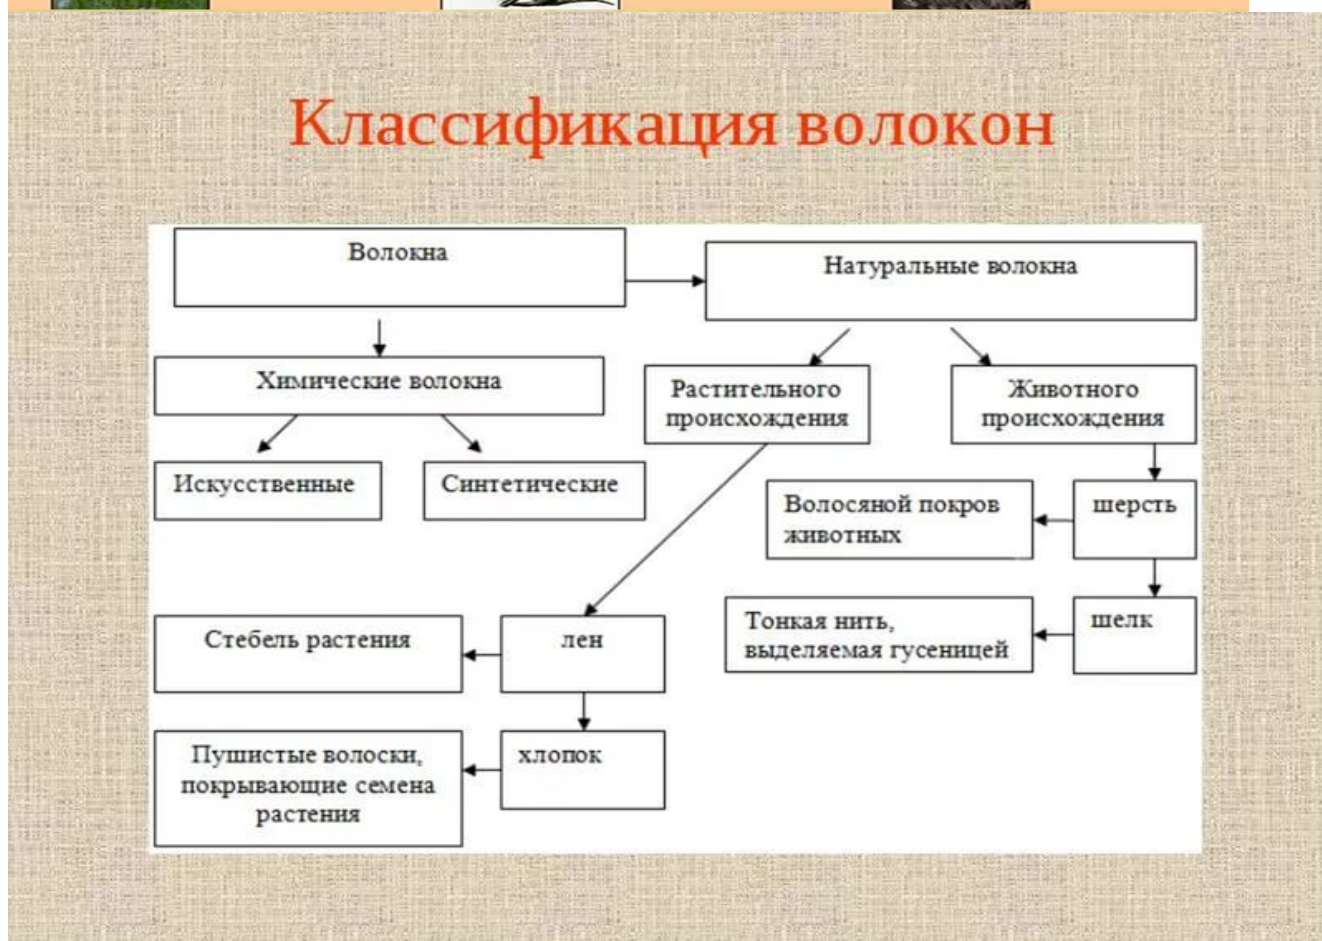 Классификация волокон
Волокна
Натуральные волокна
Химические волокна
Растительного
происхождения
Животного
происхождения
Искусственные
Синтетические
Волосяной покров
животных
шерсть
Тонкая нить,
выделяемая гусеницей
шелк
Стебель растения
лен
Пушистые волоски,
покрывающие семена
растения
хлопок